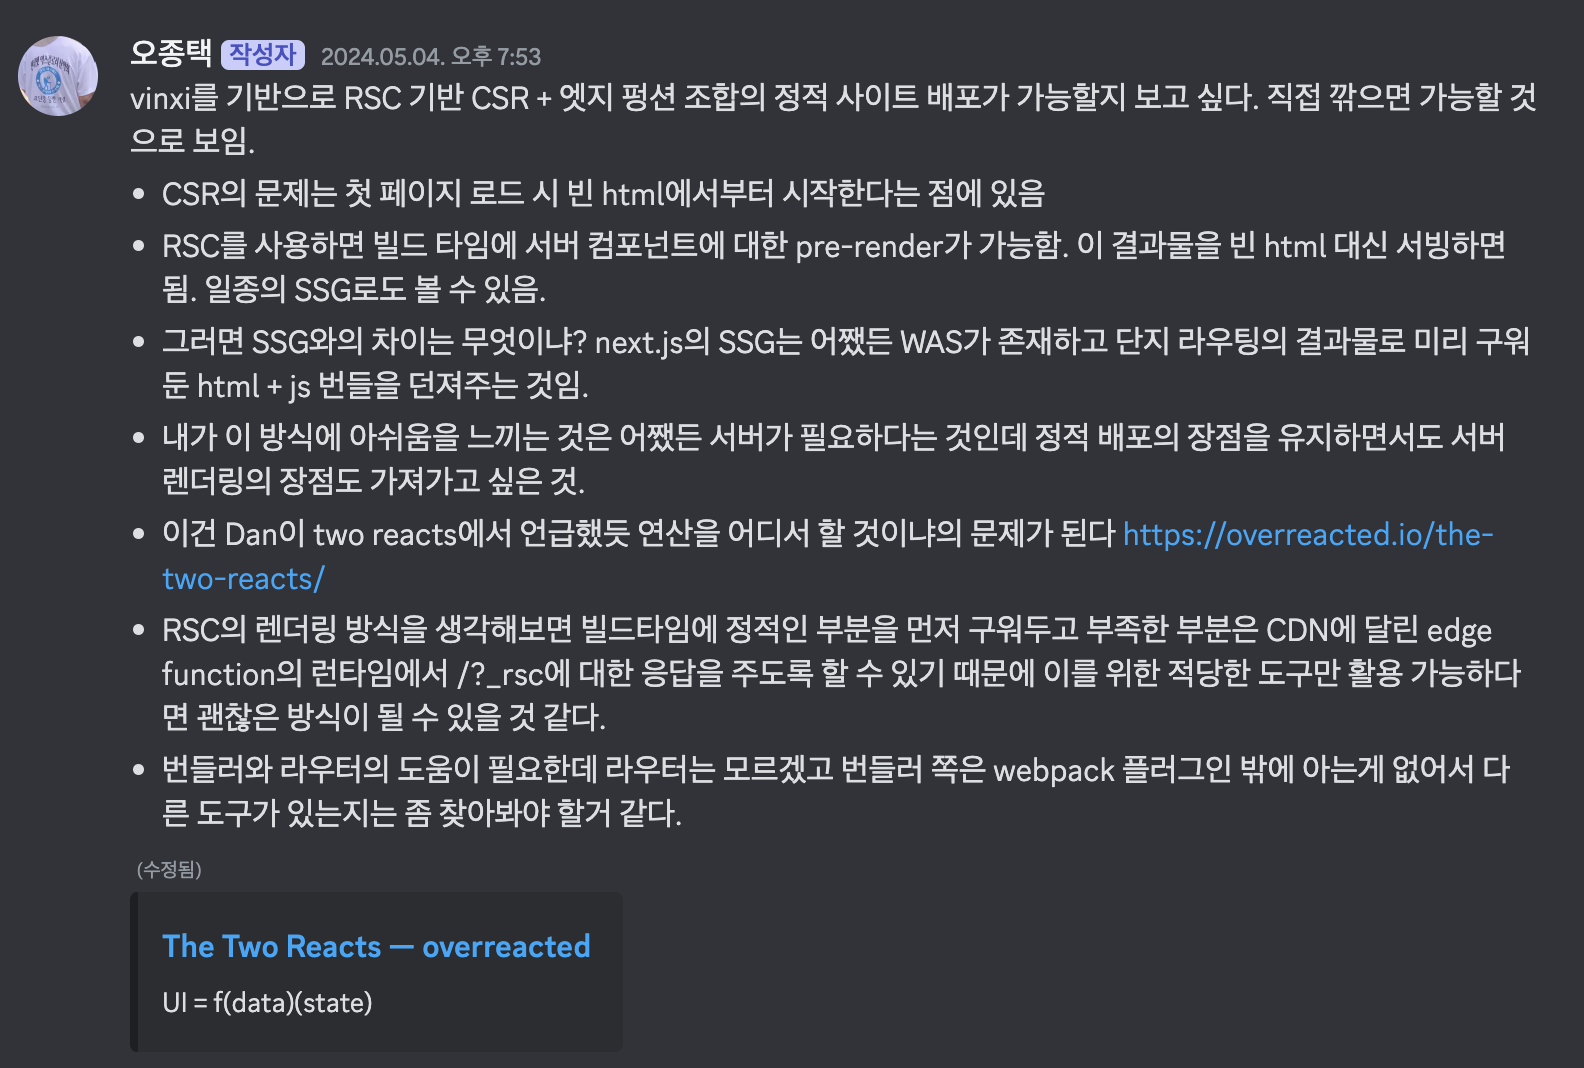 오종택 작성자 2024.05.04. 오후 7:53
vinxi를 기반으로 RSC 기반 CSR + 엣지 펑션 조합의 정적 사이트 배포가 가능할지 보고 싶다. 직접 깎으면 가능할 것
으로 보임.
• CSR의 문제는 첫 페이지 로드 시 빈 html에서부터 시작한다는 점에 있음
• RSC를 사용하면 빌드 타임에 서버 컴포넌트에 대한 pre-render가 가능함. 이 결과물을 빈 html 대신 서빙하면
됨. 일종의 SSG로도 볼 수 있음.
• 그러면 SSG와의 차이는 무엇이냐? next.js의 SSG는 어쨌든 WAS가 존재하고 단지 라우팅의 결과물로 미리 구워
둔 html + js 번들을 던져주는 것임.
• 내가 이 방식에 아쉬움을 느끼는 것은 어쨌든 서버가 필요하다는 것인데 정적 배포의 장점을 유지하면서도 서버
렌더링의 장점도 가져가고 싶은 것.
• 이건 Dan이 two reacts에서 언급했듯 연산을 어디서 할 것이냐의 문제가 된다 https://overreacted.io/the-
two-reacts/
• RSC의 렌더링 방식을 생각해보면 빌드타임에 정적인 부분을 먼저 구워두고 부족한 부분은 CDN에 달린 edge
function의 런타임에서 /?_rsc에 대한 응답을 주도록 할 수 있기 때문에 이를 위한 적당한 도구만 활용 가능하다
면 괜찮은 방식이 될 수 있을 것 같다.
• 번들러와 라우터의 도움이 필요한데 라우터는 모르겠고 번들러 쪽은 webpack 플러그인 밖에 아는게 없어서 다
른 도구가 있는지는 좀 찾아봐야 할거 같다.
(수정됨)
The Two Reacts — overreacted
UI = f(data)(state)